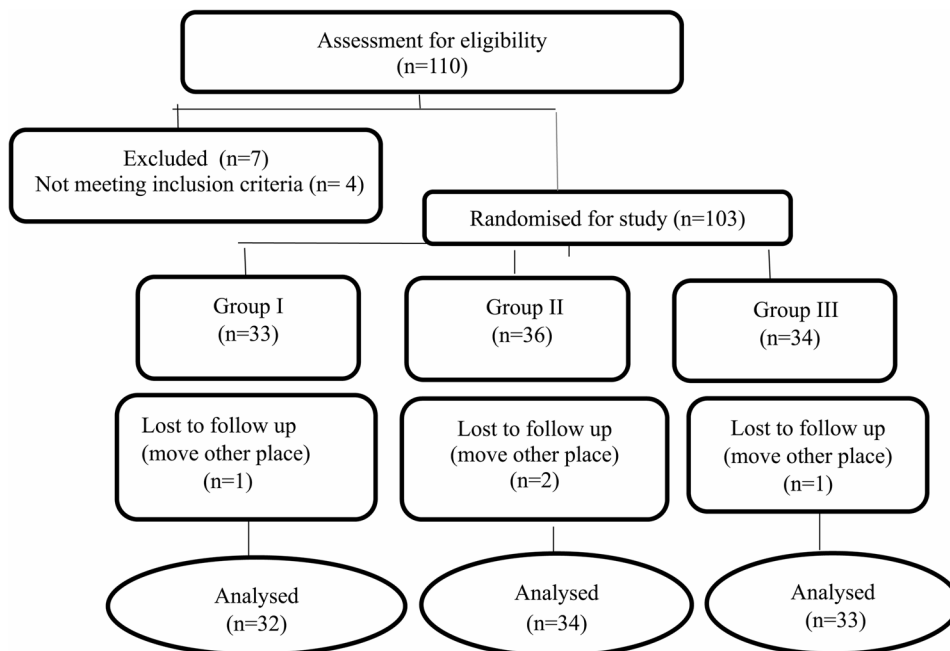 Assessment for eligibility
(n=110)
Excluded (n=7)
Not meeting inclusion criteria (n= 4)
Randomised for study (n=103)
Group I
(n=33)
Group II
(n=36)
Group III
(n=34)
Lost to follow up
(move other place)
(n=1)
Lost to follow up
(move other place)
(n=2)
Lost to follow up
(move other place)
(n=1)
Analysed
(n=32)
Analysed
(n=34)
Analysed
(n=33)